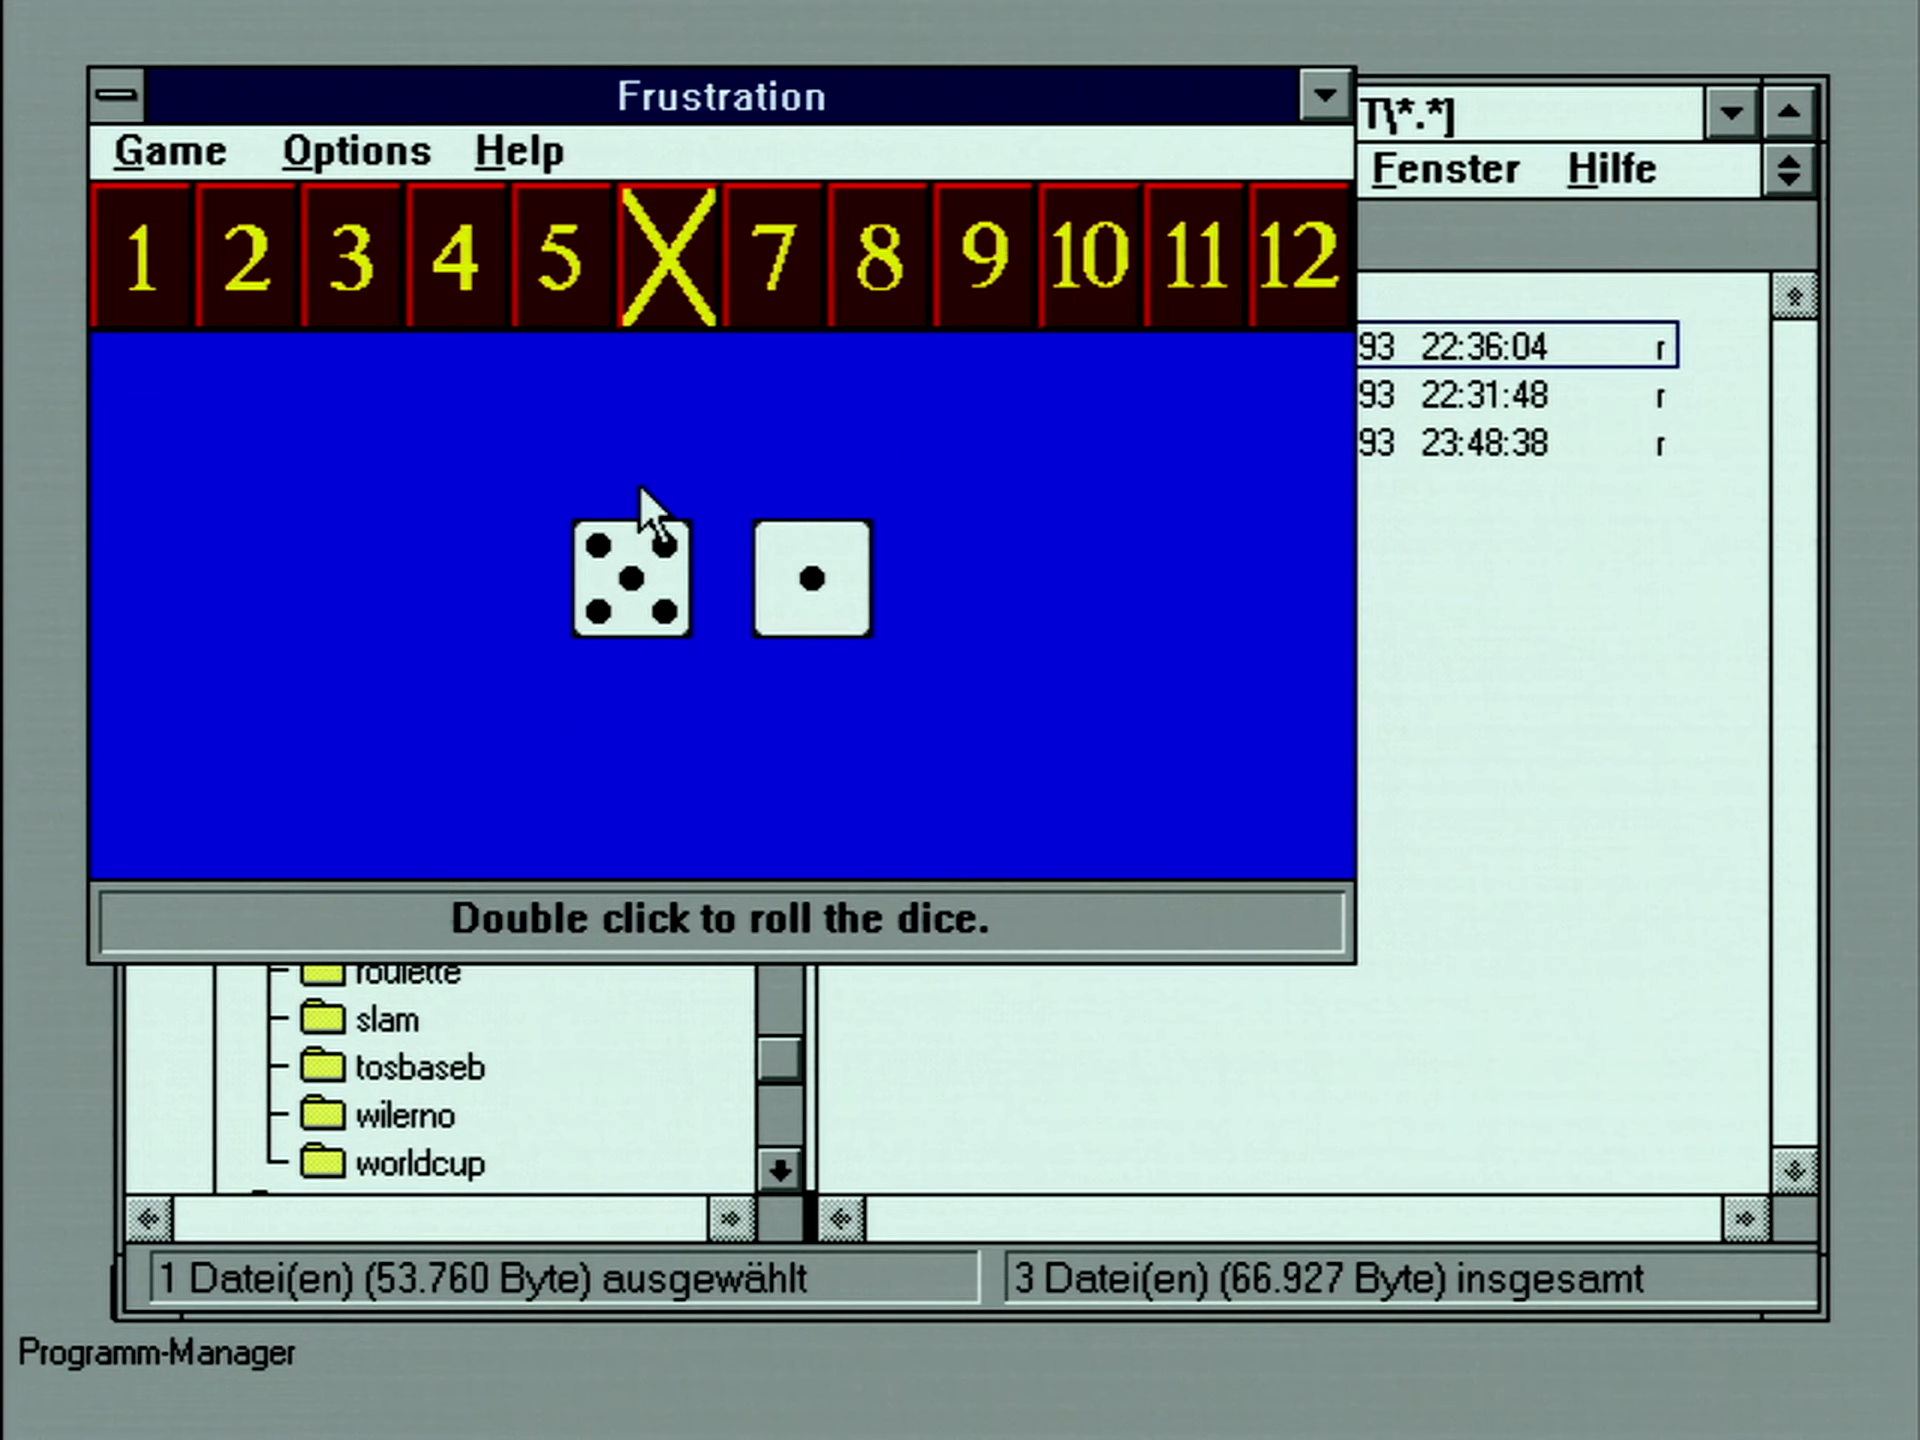 Frustration
Game Options Help
1 2 3 4 5 X 7 8 9 10 11 12
Double click to roll the dice.
T\*.*]
Fenster Hilfe
93 22:36:04 r
93 22:31:48 r
93 23:48:38 r
roulette
slam
tosbaseb
wilerno
worldcup
1 Datei(en) (53.760 Byte) ausgewählt
3 Datei(en) (66.927 Byte) insgesamt
Programm-Manager